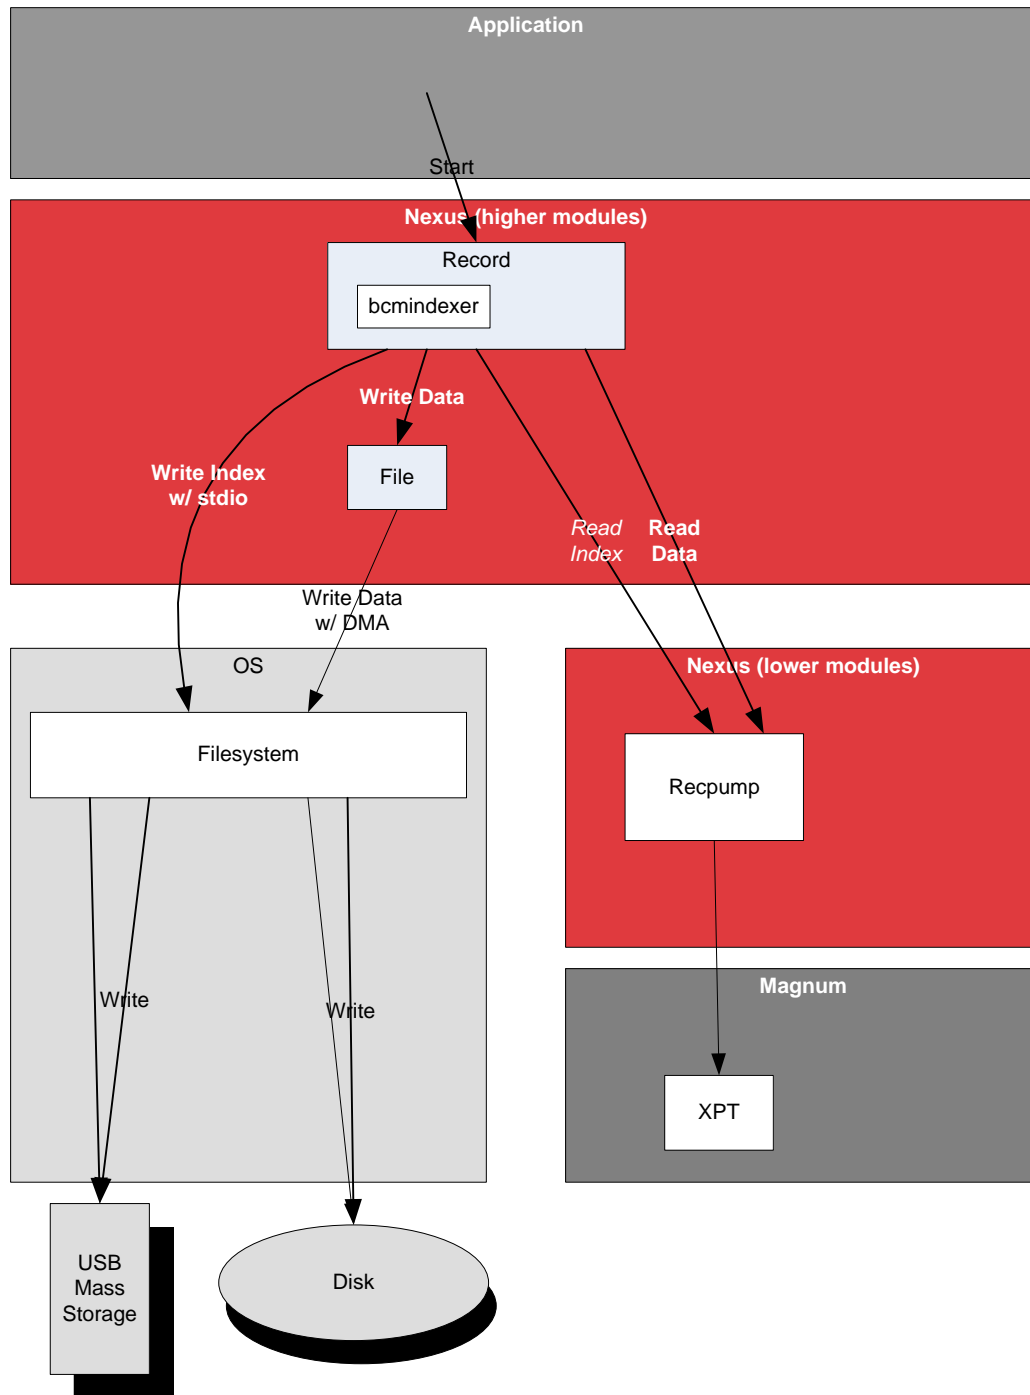 Application
Start
Nexus (higher modules)
Record
bcmindexer
Write Data
Write Index
w/ stdio
File
Read
Index
Read
Data
Write Data
w/ DMA
OS
Nexus (lower modules)
Filesystem
Recpump
Magnum
Write
Write
XPT
USB
Mass
Storage
Disk